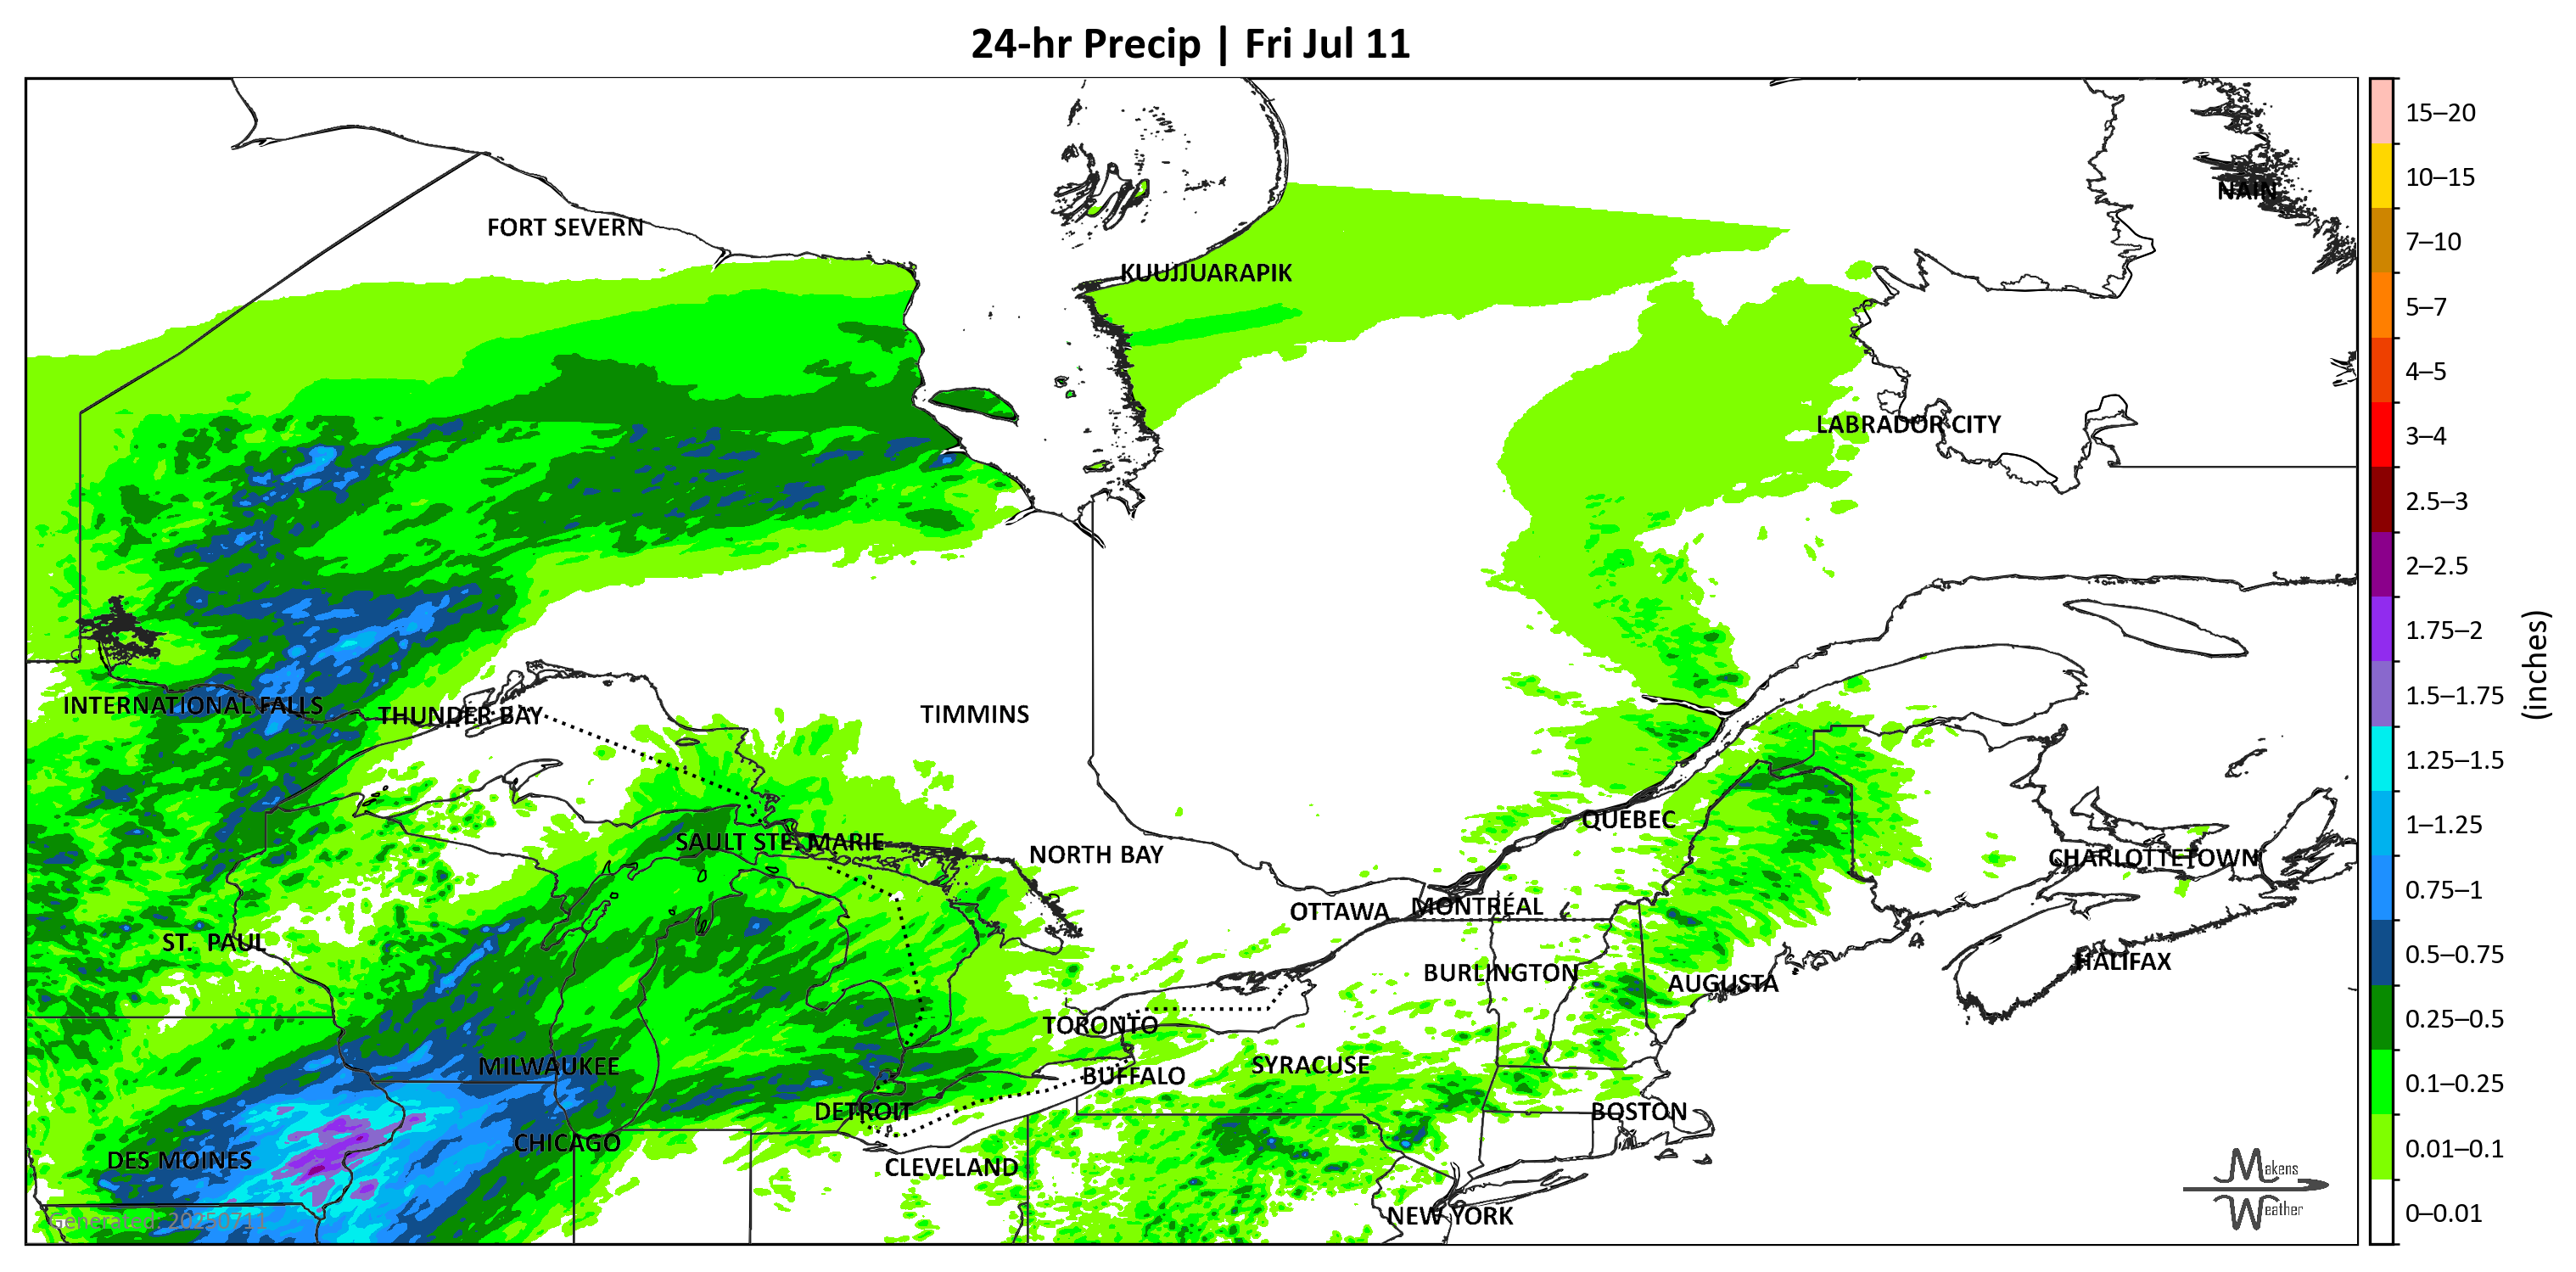 24-hr Precip | Fri Jul 11
NAIN
FORT SEVERN
KUUJJUARAPIK
LABRADOR CITY
INTERNATIONAL FALLS
THUNDER BAY
TIMMINS
QUÉBEC
SAULT STE. MARIE
NORTH BAY
CHARLOTTETOWN
OTTAWA
MONTRÉAL
ST. PAUL
HALIFAX
BURLINGTON
AUGUSTA
TORONTO
MILWAUKEE
SYRACUSE
BUFFALO
DETROIT
BOSTON
CHICAGO
DES MOINES
CLEVELAND
NEW YORK
Generated: 20250711
Makens
Weather
15–20
10–15
7–10
5–7
4–5
3–4
2.5–3
2–2.5
1.75–2
1.5–1.75
1.25–1.5
1–1.25
0.75–1
0.5–0.75
0.25–0.5
0.1–0.25
0.01–0.1
0–0.01
(inches)